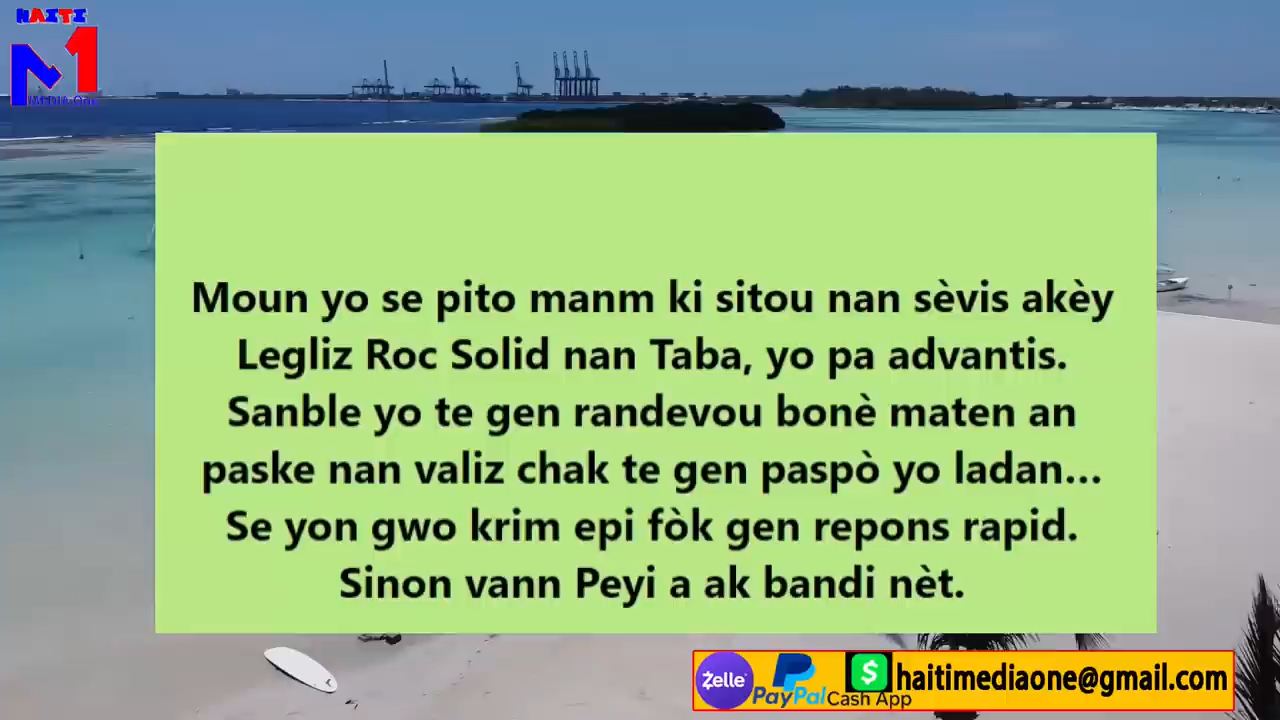 HAITI
M1
MEDIA One
Moun yo se pito manm ki sitou nan sèvis akèy
Legliz Roc Solid nan Taba, yo pa advantis.
Sanble yo te gen randevou bonè maten an
paske nan valiz chak te gen paspò yo ladan...
Se yon gwo krim epi fòk gen repons rapid.
Sinon vann Peyi a ak bandi nèt.
Zelle
PayPal
$
Cash App
haitimediaone@gmail.com